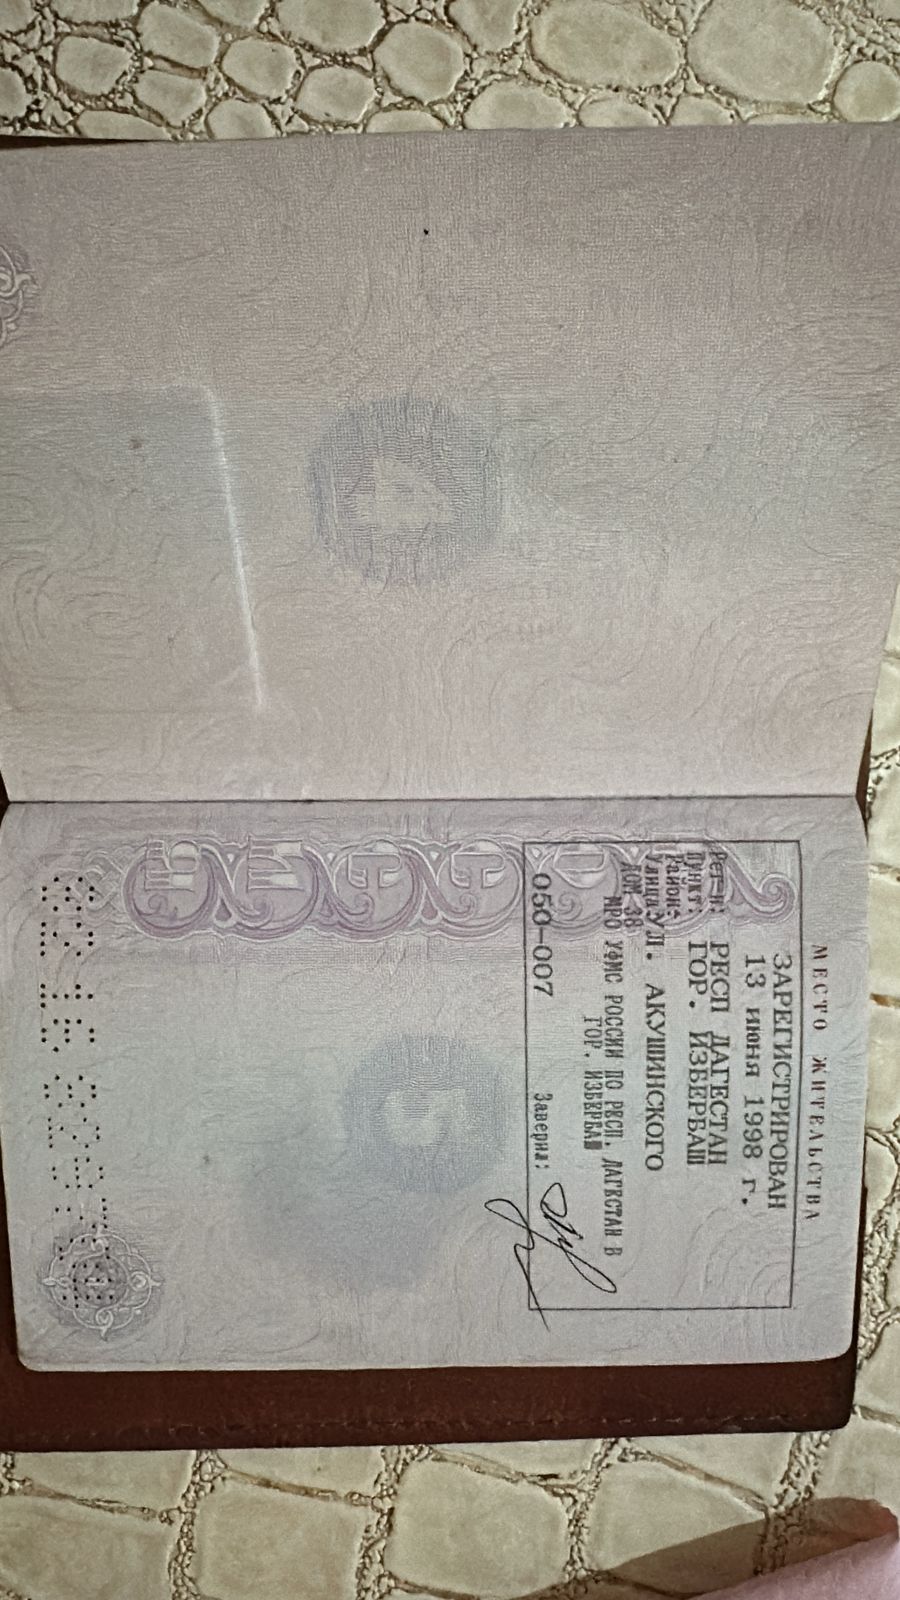 МЕСТО ЖИТЕЛЬСТВА
ЗАРЕГИСТРИРОВАН
13 июня 1998 г.
Рег-н: РЕСП ДАГЕСТАН
Пункт: ГОР. ИЗБЕРБАШ
Район:
Улица: УЛ. АКУШИНСКОГО
ДОМ 38
МРО УФМС РОССИИ ПО РЕСП. ДАГЕСТАН В
ГОР. ИЗБЕРБАШ
050-007 Заверил: